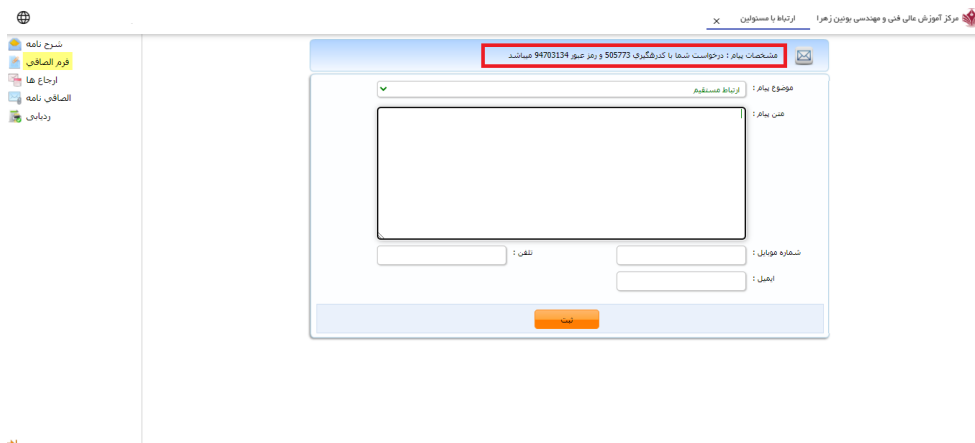 مرکز آموزش عالی فنی و مهندسی بوئین زهرا
ارتباط با مسئولین ×
شرح نامه
فرم الصاقی
ارجاع ها
الصاقی نامه
ردیابی
مشخصات پیام : درخواست شما با کدرهگیری 505773 و رمز عبور 94703134 میباشد
موضوع پیام : ارتباط مستقیم
متن پیام :
شماره موبایل :
تلفن :
ایمیل :
ثبت